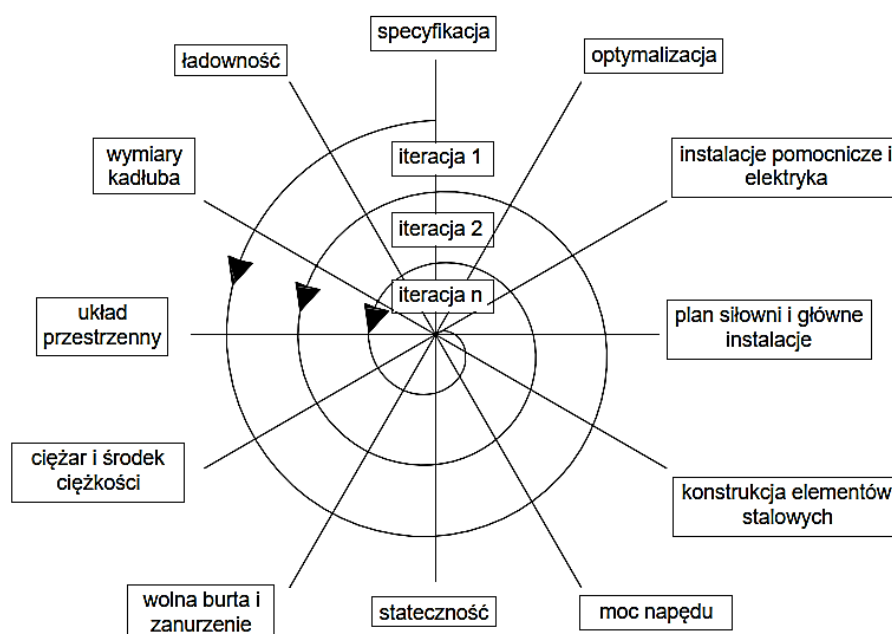 specyfikacja
ładowność
optymalizacja
wymiary
kadłuba
iteracja 1
instalacje pomocnicze i
elektryka
iteracja 2
iteracja n
układ
przestrzenny
plan siłowni i główne
instalacje
ciężar i środek
ciężkości
konstrukcja elementów
stalowych
wolna burta i
zanurzenie
stateczność
moc napędu